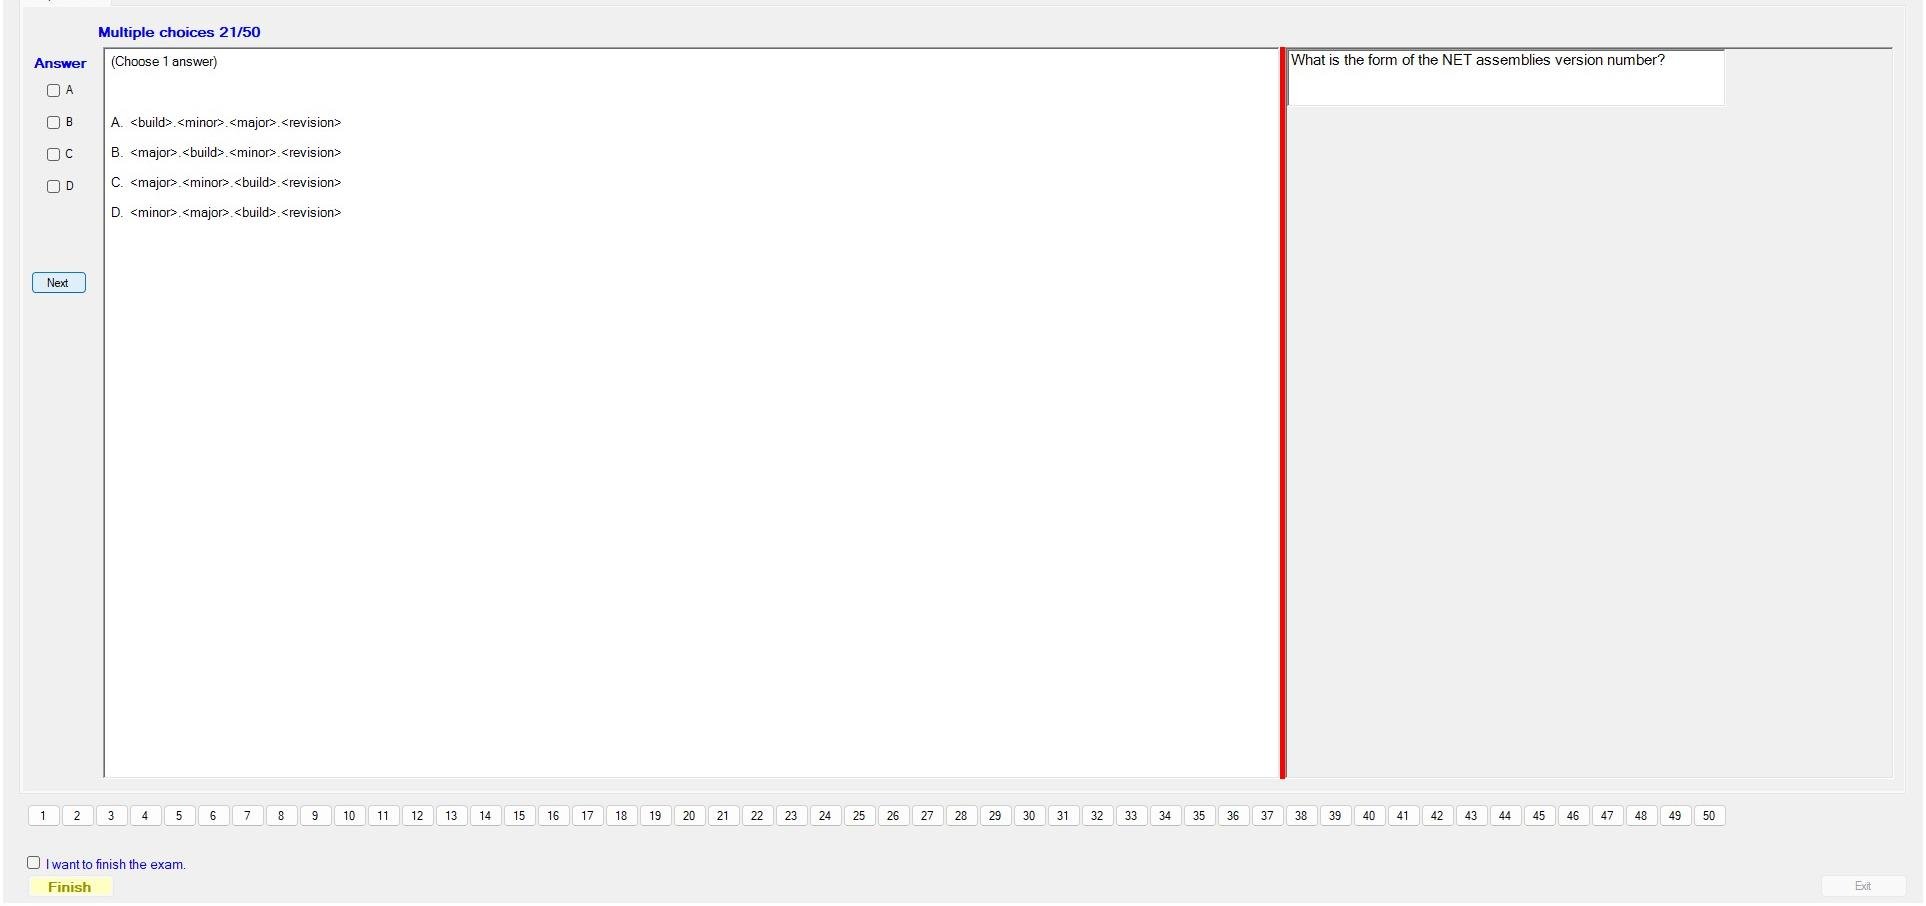 Multiple choices 21/50
Answer
(Choose 1 answer)
What is the form of the NET assemblies version number?
A
B
C
D
A. <build>.<minor>.<major>.<revision>
B. <major>.<build>.<minor>.<revision>
C. <major>.<minor>.<build>.<revision>
D. <minor>.<major>.<build>.<revision>
Next
1 2 3 4 5 6 7 8 9 10 11 12 13 14 15 16 17 18 19 20 21 22 23 24 25 26 27 28 29 30 31 32 33 34 35 36 37 38 39 40 41 42 43 44 45 46 47 48 49 50
I want to finish the exam.
Finish
Exit